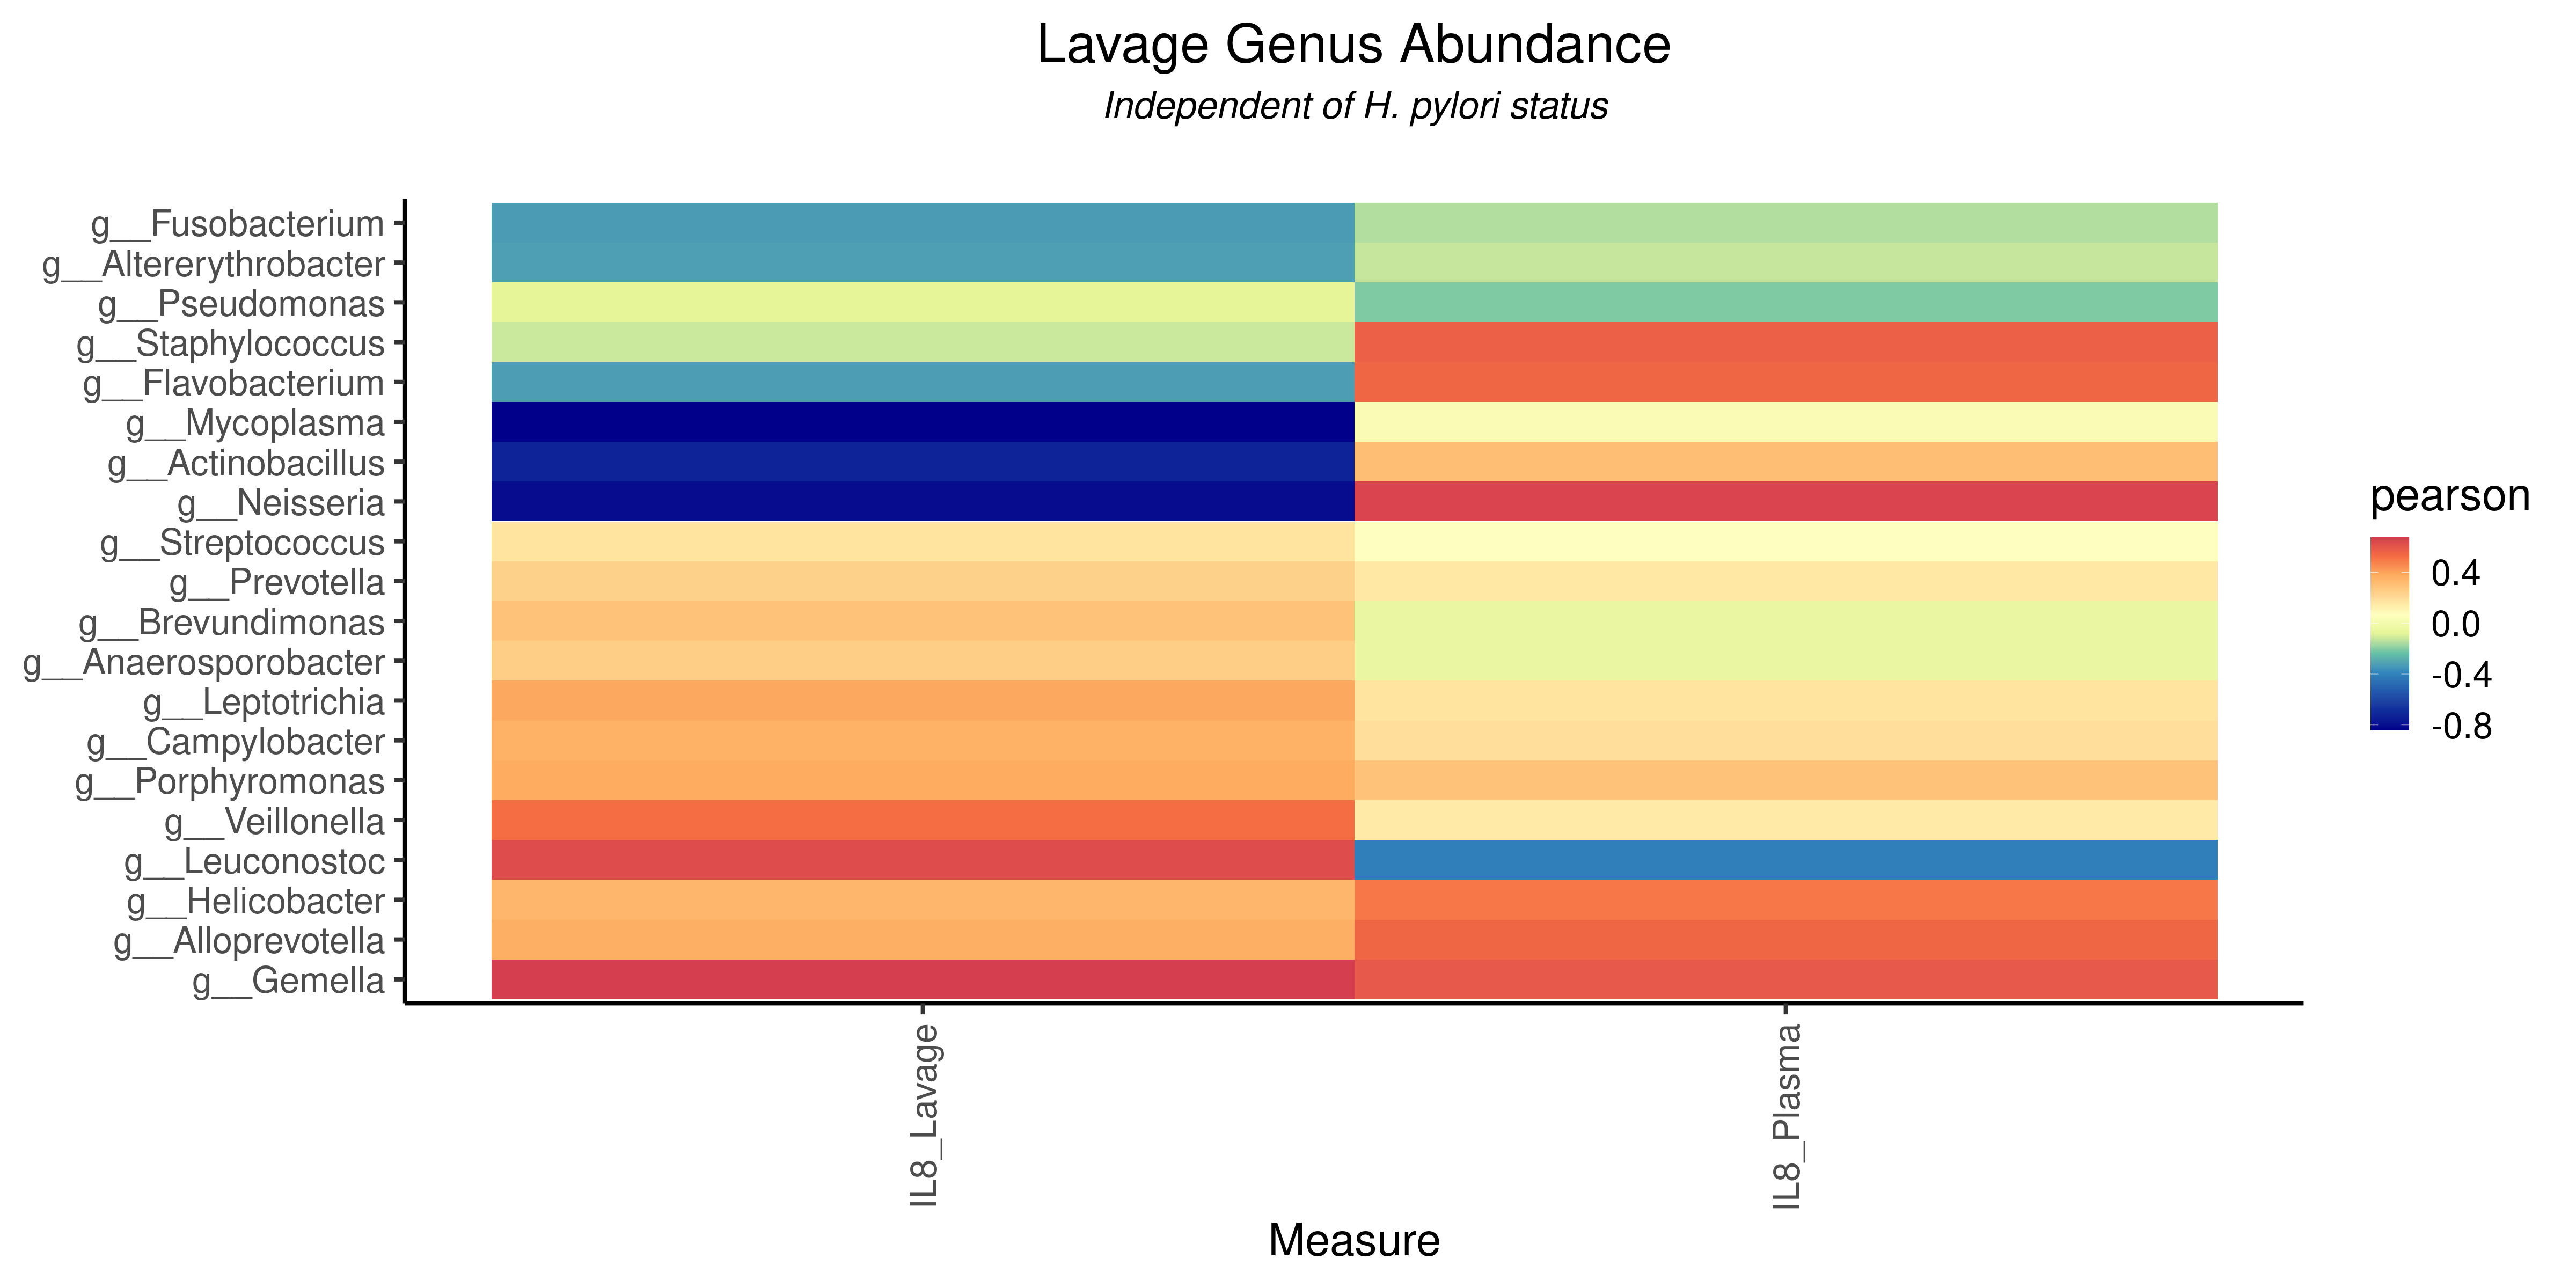 Lavage Genus Abundance
Independent of H. pylori status
g__Fusobacterium
g__Altererythrobacter
g__Pseudomonas
g__Staphylococcus
g__Flavobacterium
g__Mycoplasma
g__Actinobacillus
g__Neisseria
g__Streptococcus
g__Prevotella
g__Brevundimonas
g__Anaerosporobacter
g__Leptotrichia
g__Campylobacter
g__Porphyromonas
g__Veillonella
g__Leuconostoc
g__Helicobacter
g__Alloprevotella
g__Gemella
IL8_Lavage
IL8_Plasma
Measure
pearson
0.4
0.0
-0.4
-0.8